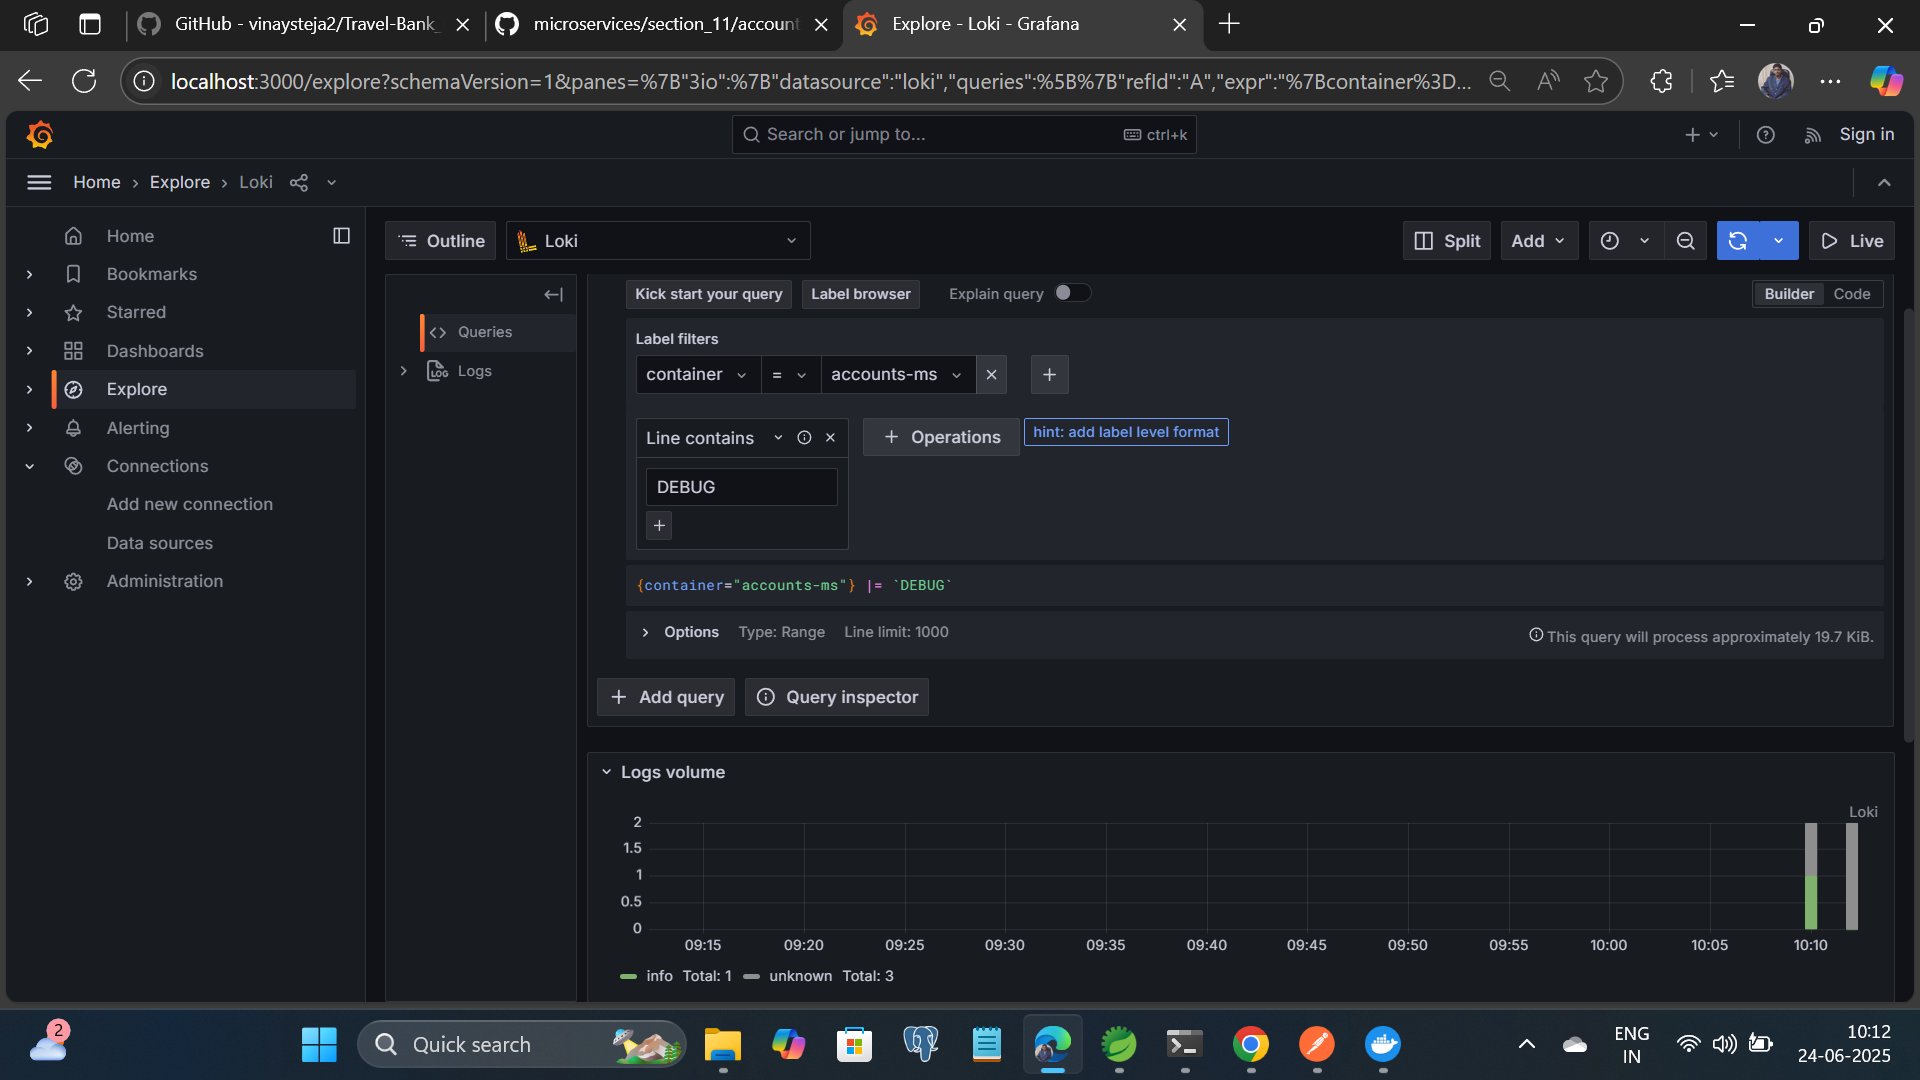 GitHub - vinaysteja2/Travel-Bank_
microservices/section_11/account
Explore - Loki - Grafana
localhost:3000/explore?schemaVersion=1&panes=%7B"3io":%7B"datasource":"loki","queries":%5B%7B"refId":"A","expr":"%7Bcontainer%3D...
Search or jump to...
ctrl+k
Sign in
Home › Explore › Loki
Home
Bookmarks
Starred
Dashboards
Explore
Alerting
Connections
Add new connection
Data sources
Administration
Outline
Loki
Split
Add
Live
Queries
Logs
Kick start your query
Label browser
Explain query
Builder
Code
Label filters
container
=
accounts-ms
Line contains
+ Operations
hint: add label level format
DEBUG
{container="accounts-ms"} |= `DEBUG`
Options Type: Range Line limit: 1000
This query will process approximately 19.7 KiB.
+ Add query
Query inspector
Logs volume
Loki
2
1.5
1
0.5
0
09:15 09:20 09:25 09:30 09:35 09:40 09:45 09:50 09:55 10:00 10:05 10:10
info Total: 1 unknown Total: 3
2
Quick search
ENG
IN
10:12
24-06-2025